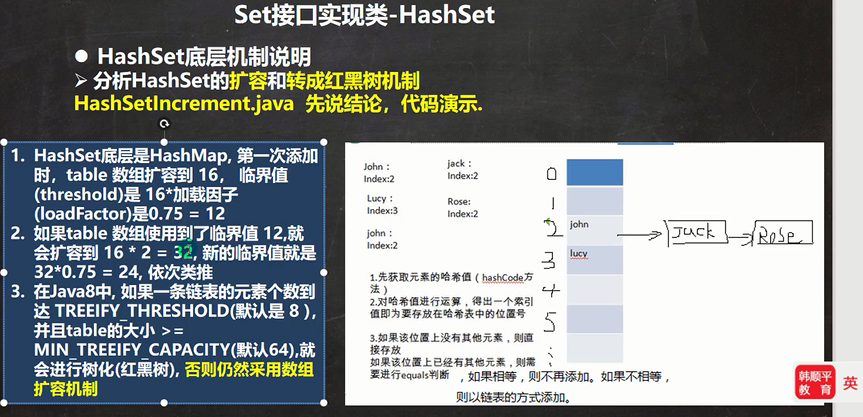 Set接口实现类-HashSet
HashSet底层机制说明
分析HashSet的扩容和转成红黑树机制
HashSetIncrement.java 先说结论，代码演示.
1. HashSet底层是HashMap, 第一次添加
时，table 数组扩容到 16， 临界值
(threshold)是 16*加载因子
(loadFactor)是0.75 = 12
2. 如果table 数组使用到了临界值 12,就
会扩容到 16 * 2 = 32, 新的临界值就是
32*0.75 = 24, 依次类推
3. 在Java8中, 如果一条链表的元素个数到
达 TREEIFY_THRESHOLD(默认是 8 ),
并且table的大小 >=
MIN_TREEIFY_CAPACITY(默认64),就
会进行树化(红黑树), 否则仍然采用数组
扩容机制
John：
Index:2
jack：
Index:2
Lucy：
Index:3
Rose:
Index:2
john：
Index:2
0
1
2
3
4
5
john
lucy
Jack
Rose
1.先获取元素的哈希值（hashCode方
法）
2.对哈希值进行运算，得出一个索引
值即为要存放在哈希表中的位置号
3.如果该位置上没有其他元素，则直
接存放
如果该位置上已经有其他元素，则需
要进行equals判断 ，如果相等，则不再添加。如果不相等，
则以链表的方式添加。
韩顺平
教育
英